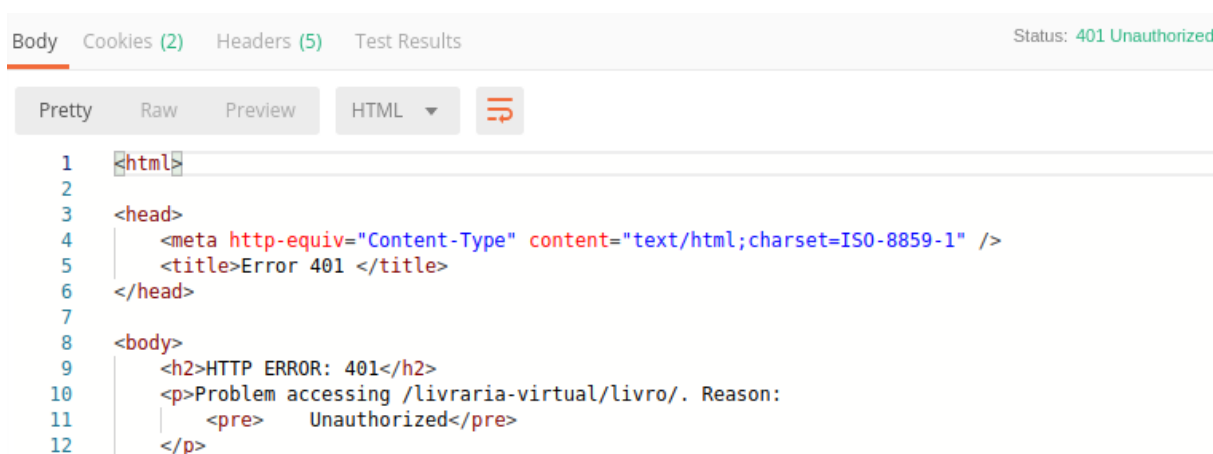 Body Cookies (2) Headers (5) Test Results Status: 401 Unauthorized
Pretty Raw Preview HTML
1 <html>
2
3 <head>
4 <meta http-equiv="Content-Type" content="text/html;charset=ISO-8859-1" />
5 <title>Error 401 </title>
6 </head>
7
8 <body>
9 <h2>HTTP ERROR: 401</h2>
10 <p>Problem accessing /livraria-virtual/livro/. Reason:
11 <pre>    Unauthorized</pre>
12 </p>